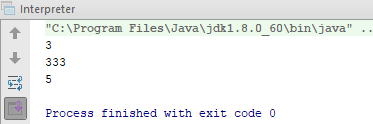 Interpreter
"C:\Program Files\Java\jdk1.8.0_60\bin\java" ..
3
333
5
Process finished with exit code 0